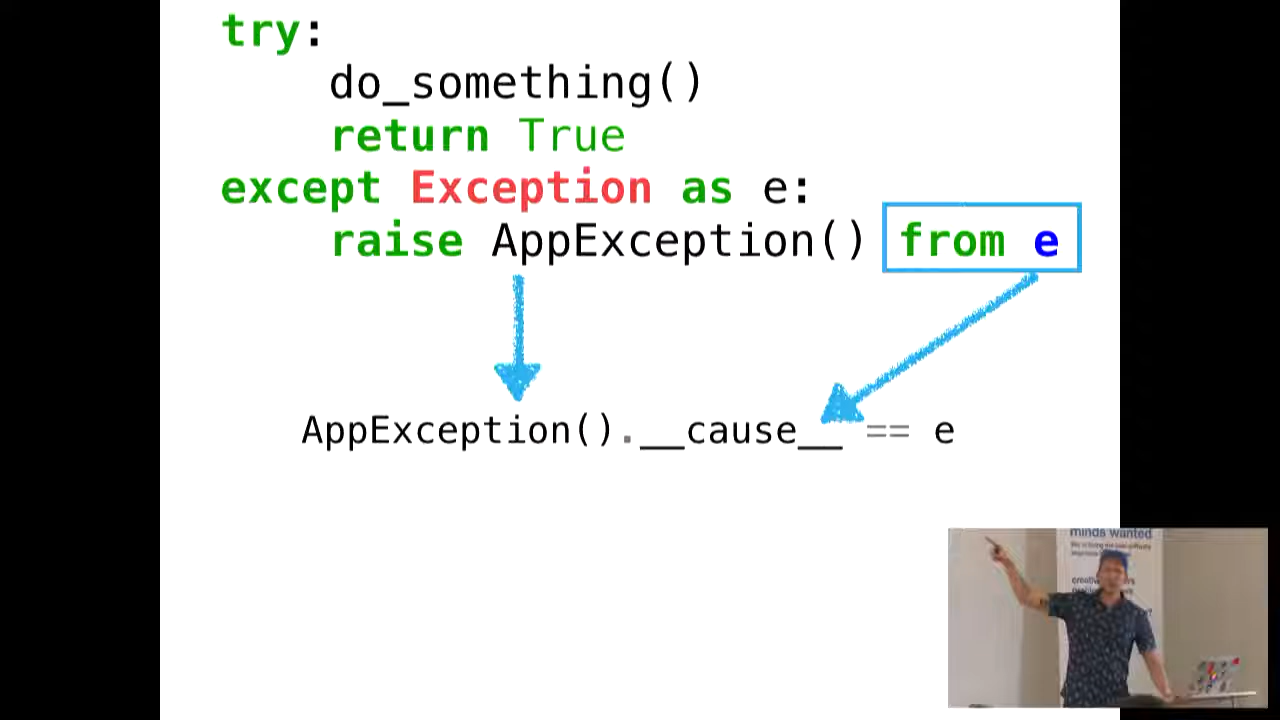 try:
do_something()
return True
except Exception as e:
raise AppException() from e
AppException().__cause__ == e
minds wanted